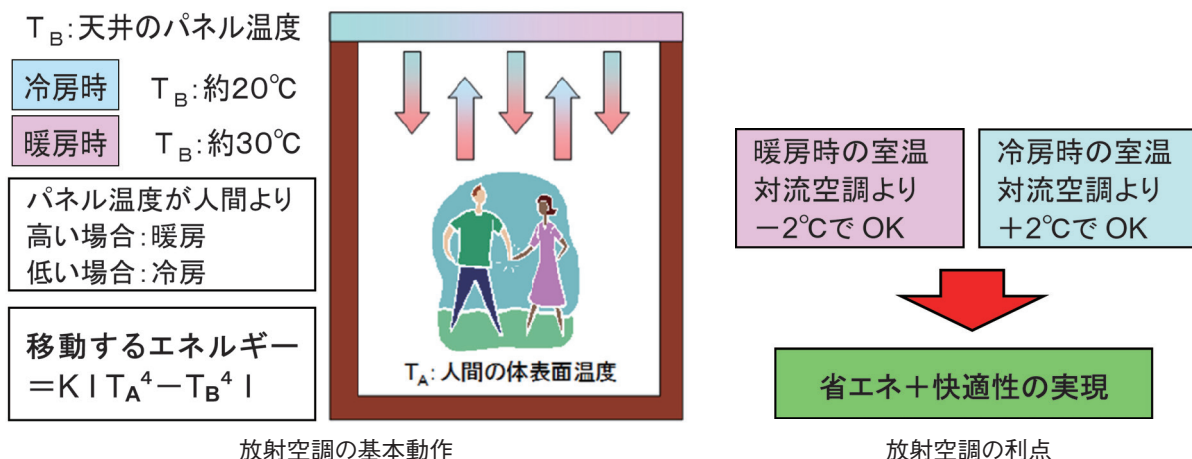 TB:天井のパネル温度
冷房時 TB:約20℃
暖房時 TB:約30℃
パネル温度が人間より
高い場合:暖房
低い場合:冷房
移動するエネルギー
=K|TA⁴-TB⁴|
TA:人間の体表面温度
放射空調の基本動作
暖房時の室温
対流空調より
-2℃でOK
冷房時の室温
対流空調より
+2℃でOK
省エネ+快適性の実現
放射空調の利点